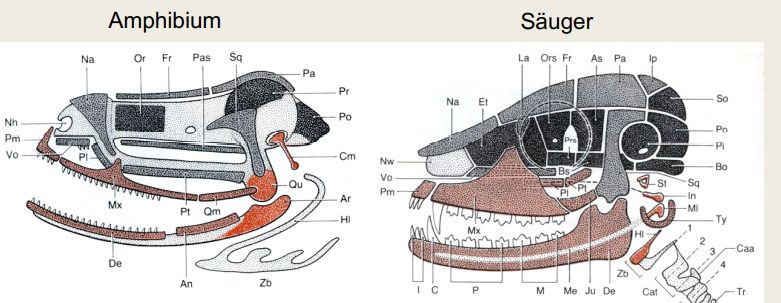 Amphibium
Säuger
Na Or Fr Pas Sq
Pa
Pr
Po
Nh
Pm
Vo
Pl
Cm
Qu
Ar
Hl
Mx Pt Qm
De An Zb
La Ors Fr As Pa Ip
Na Et
So
Po
Pi
Bo
Nw
Vo
Pm
Prs
Pl
Bs
Pt
Sq
St
In
Ml
Ty
Mx
Hl
1
2
3
4
Caa
Tr
Cat
Zb
I C P M Me Ju De